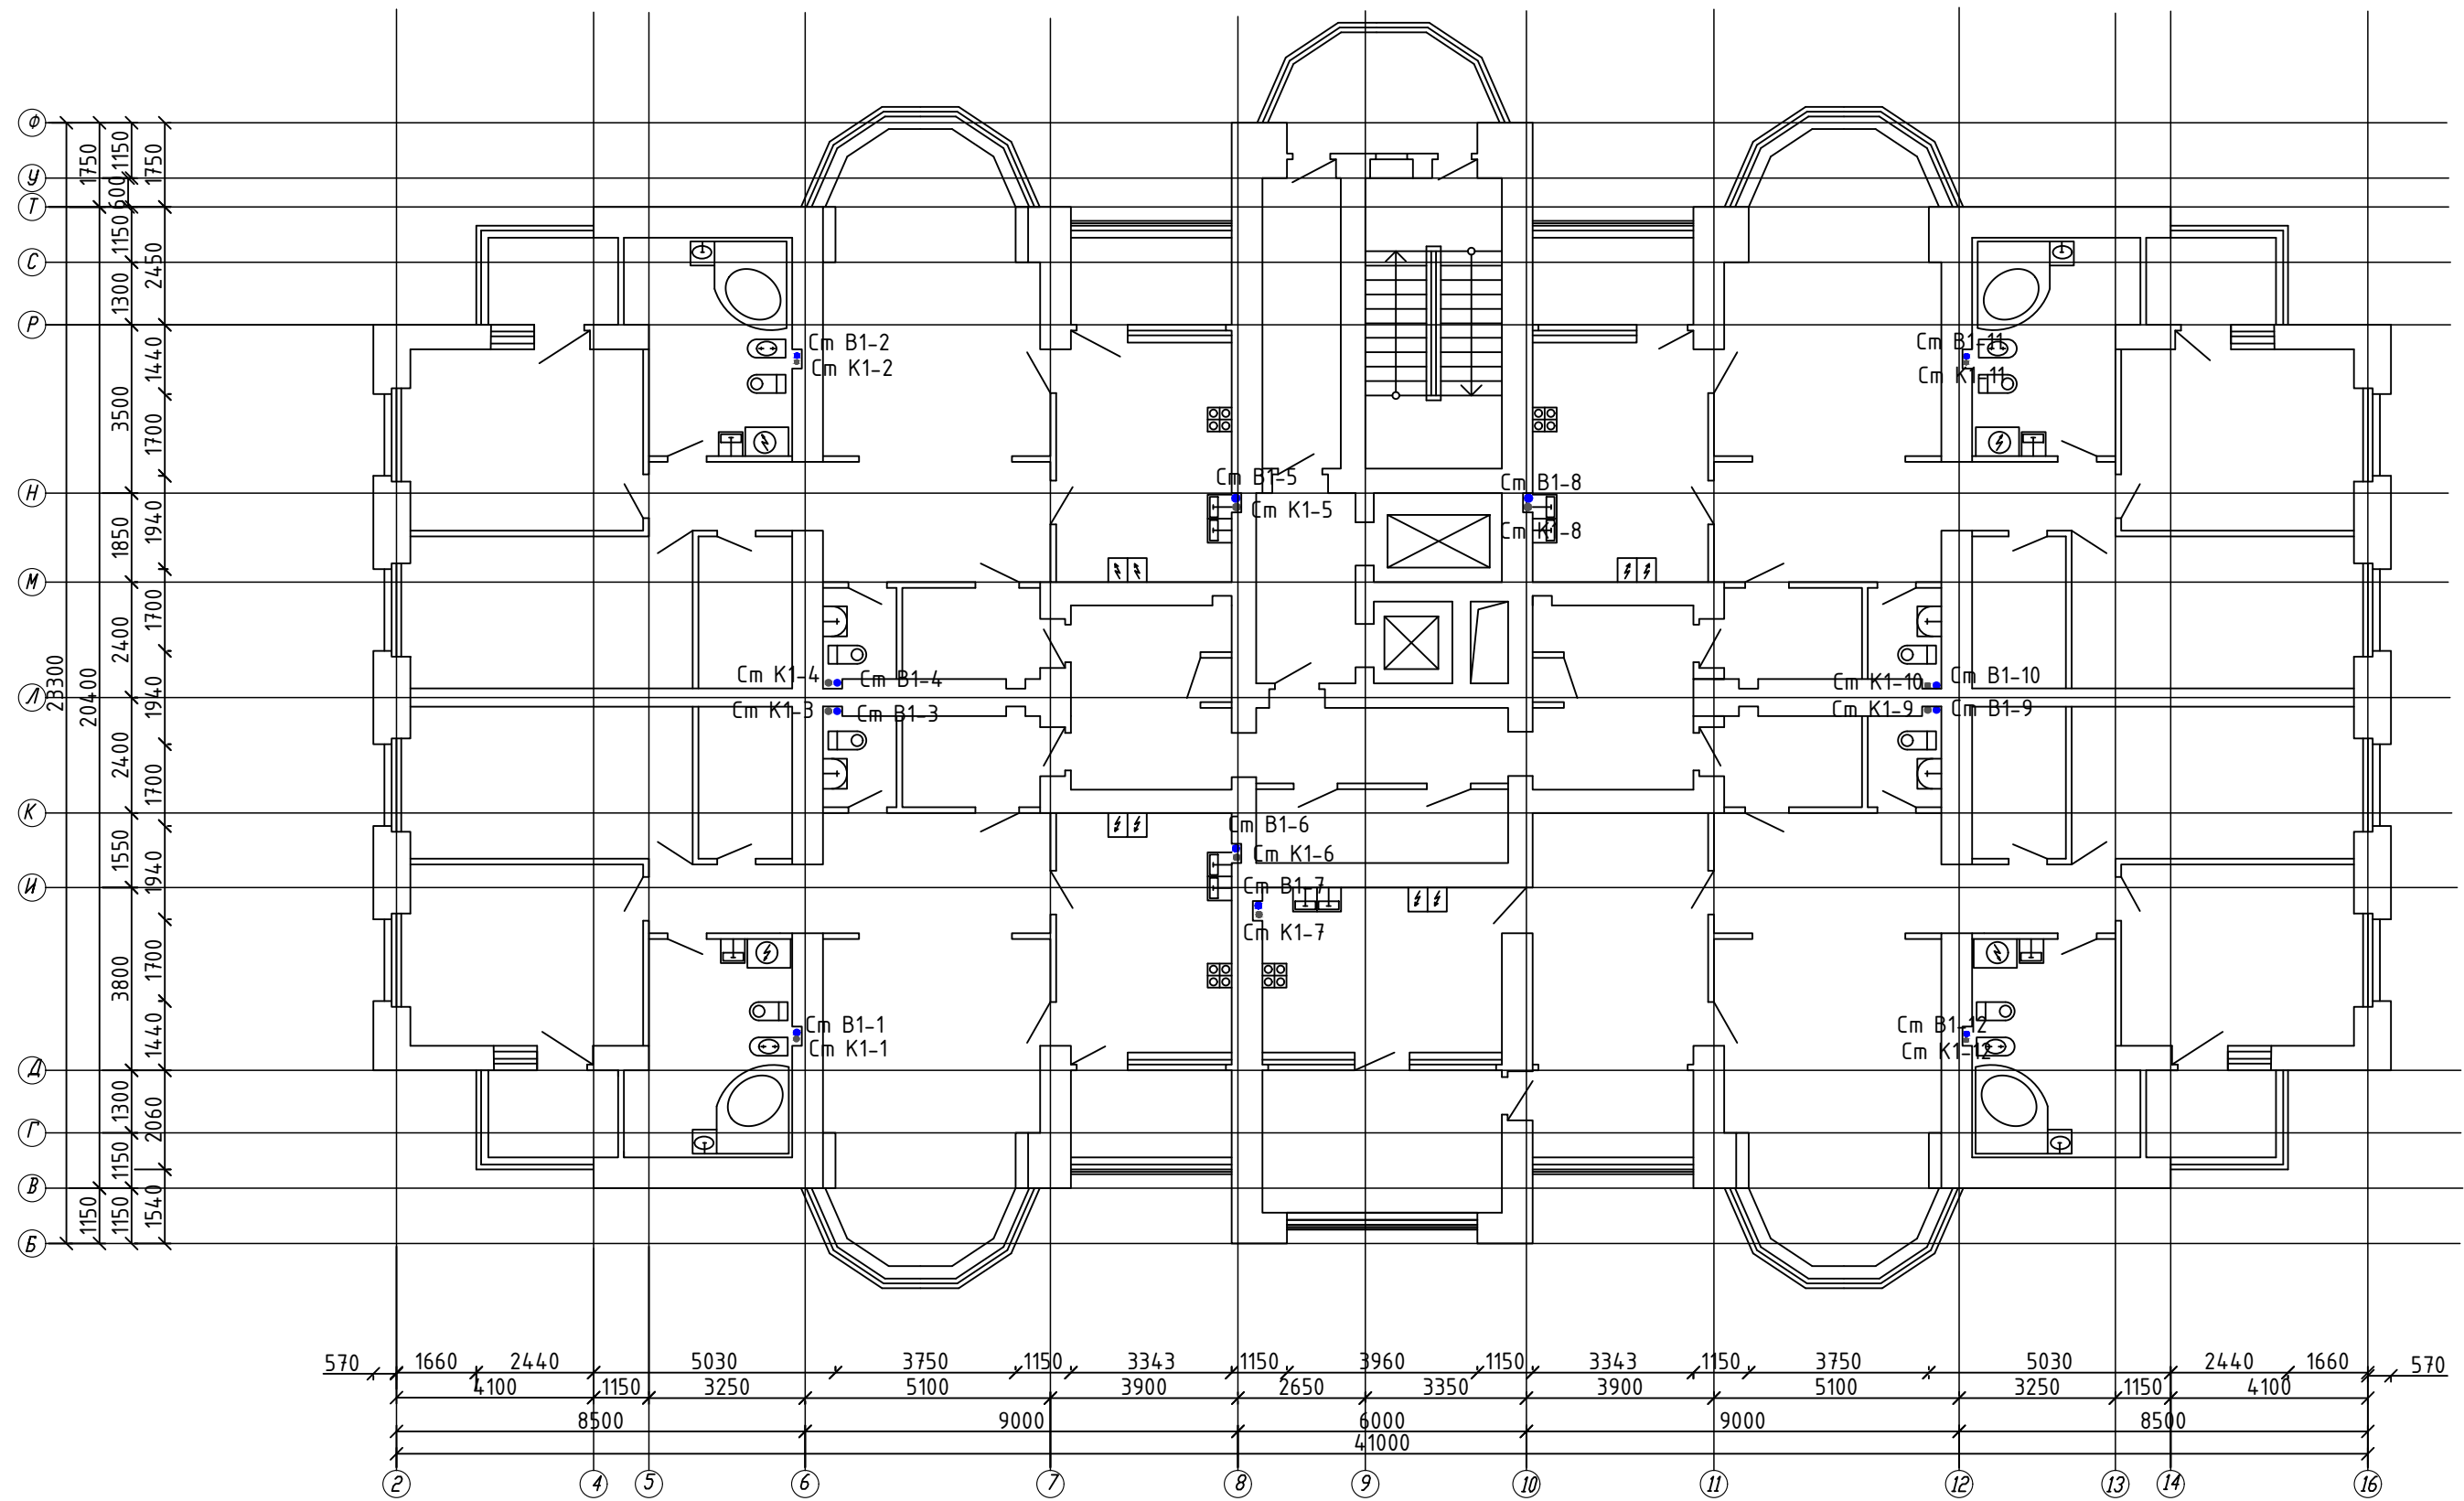 Ф
У
Т
С
Р
Н
М
Л
К
И
Д
Г
В
Б
23300
1750
20400
1150
1150
600
1150
1300
3500
1850
2400
2400
1550
3800
1300
1150
1150
1750
2450
1440
1700
1940
1700
1940
1700
1940
1700
1440
2060
1540
Ст В1-2
Ст К1-2
Ст В1-11
Ст К1-11
Ст В1-5
Ст К1-5
Ст В1-8
Ст К1-8
Ст К1-4
Ст В1-4
Ст К1-3
Ст В1-3
Ст К1-10
Ст В1-10
Ст К1-9
Ст В1-9
Ст В1-6
Ст К1-6
Ст В1-7
Ст К1-7
Ст В1-1
Ст К1-1
Ст В1-12
Ст К1-12
570 1660 2440 5030 3750 1150 3343 1150 3960 1150 3343 1150 3750 5030 2440 1660 570
4100 1150 3250 5100 3900 2650 3350 3900 5100 3250 1150 4100
8500 9000 6000 9000 8500
41000
2 4 5 6 7 8 9 10 11 12 13 14 16